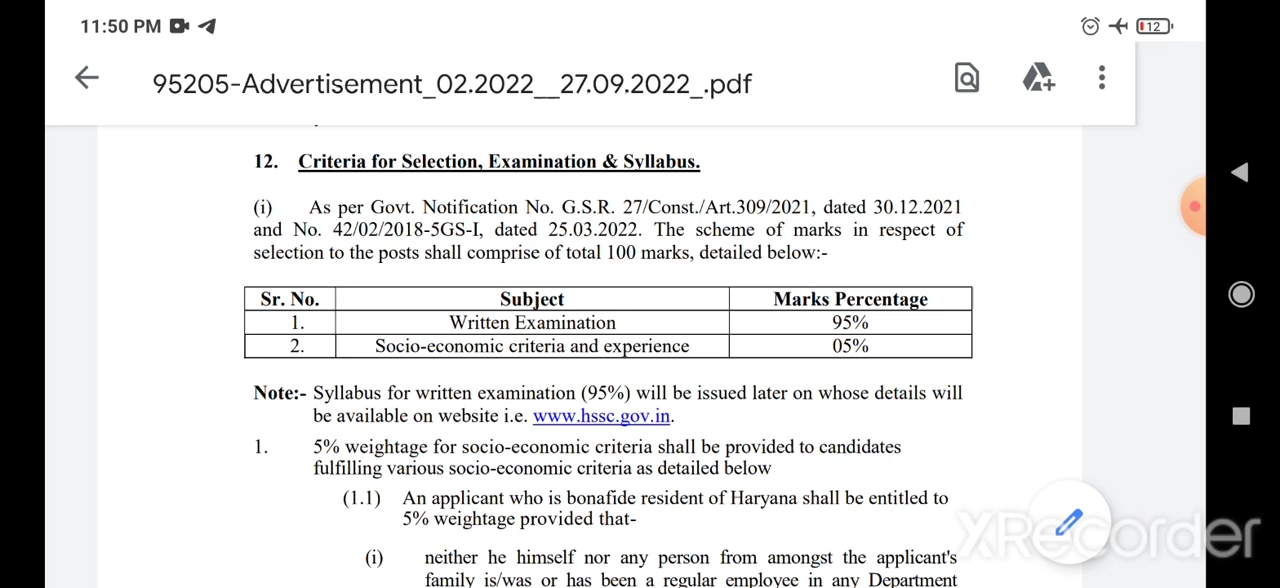 11:50 PM
12
95205-Advertisement_02.2022__27.09.2022_.pdf
12. Criteria for Selection, Examination & Syllabus.
(i) As per Govt. Notification No. G.S.R. 27/Const./Art.309/2021, dated 30.12.2021
and No. 42/02/2018-5GS-I, dated 25.03.2022. The scheme of marks in respect of
selection to the posts shall comprise of total 100 marks, detailed below:-
Sr. No. Subject Marks Percentage
1. Written Examination 95%
2. Socio-economic criteria and experience 05%
Note:- Syllabus for written examination (95%) will be issued later on whose details will
be available on website i.e. www.hssc.gov.in.
1. 5% weightage for socio-economic criteria shall be provided to candidates
fulfilling various socio-economic criteria as detailed below
(1.1) An applicant who is bonafide resident of Haryana shall be entitled to
5% weightage provided that-
XRecorder
(i) neither he himself nor any person from amongst the applicant's
family is/was or has been a regular employee in any Department